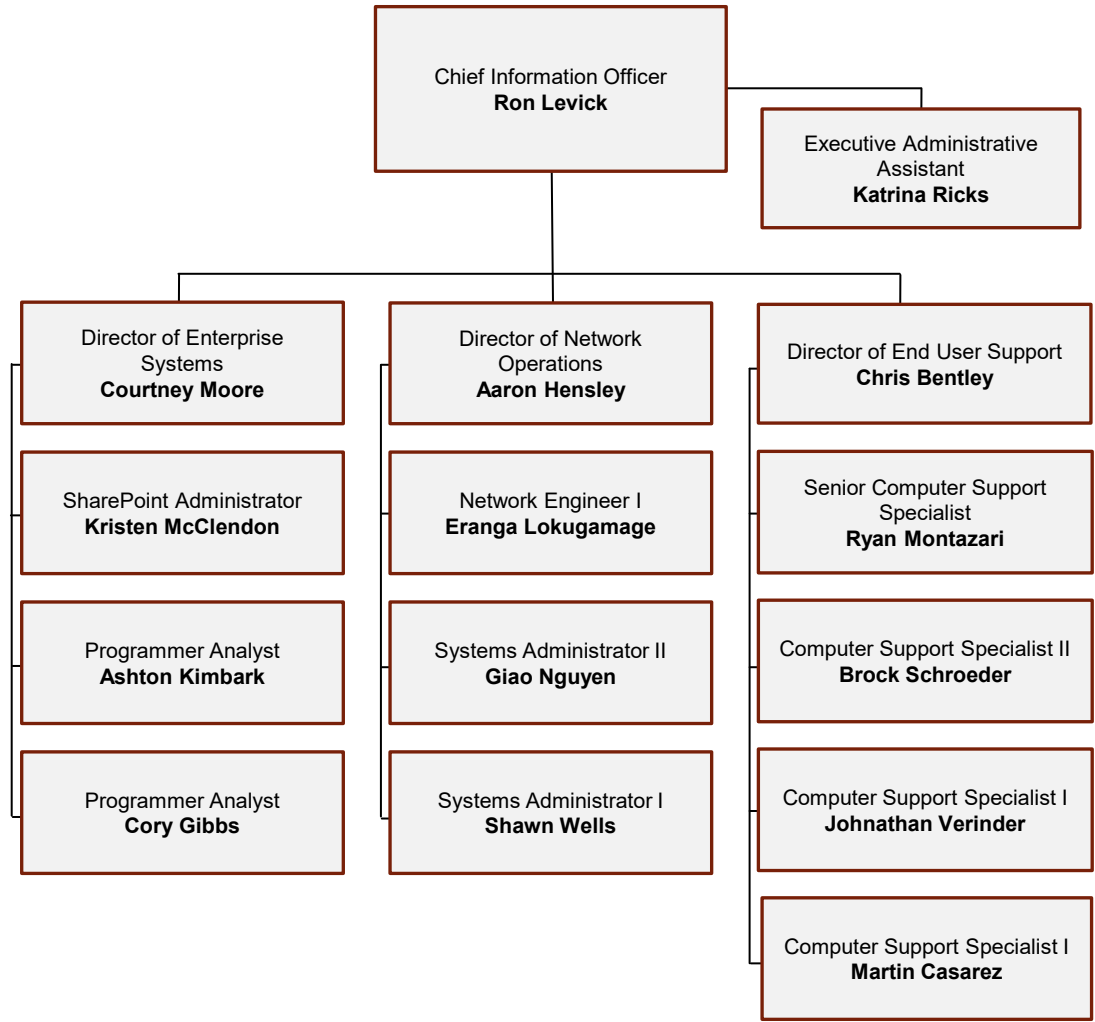 Chief Information Officer
Ron Levick
Executive Administrative
Assistant
Katrina Ricks
Director of Enterprise
Systems
Courtney Moore
SharePoint Administrator
Kristen McClendon
Programmer Analyst
Ashton Kimbark
Programmer Analyst
Cory Gibbs
Director of Network
Operations
Aaron Hensley
Network Engineer I
Eranga Lokugamage
Systems Administrator II
Giao Nguyen
Systems Administrator I
Shawn Wells
Director of End User Support
Chris Bentley
Senior Computer Support
Specialist
Ryan Montazari
Computer Support Specialist II
Brock Schroeder
Computer Support Specialist I
Johnathan Verinder
Computer Support Specialist I
Martin Casarez